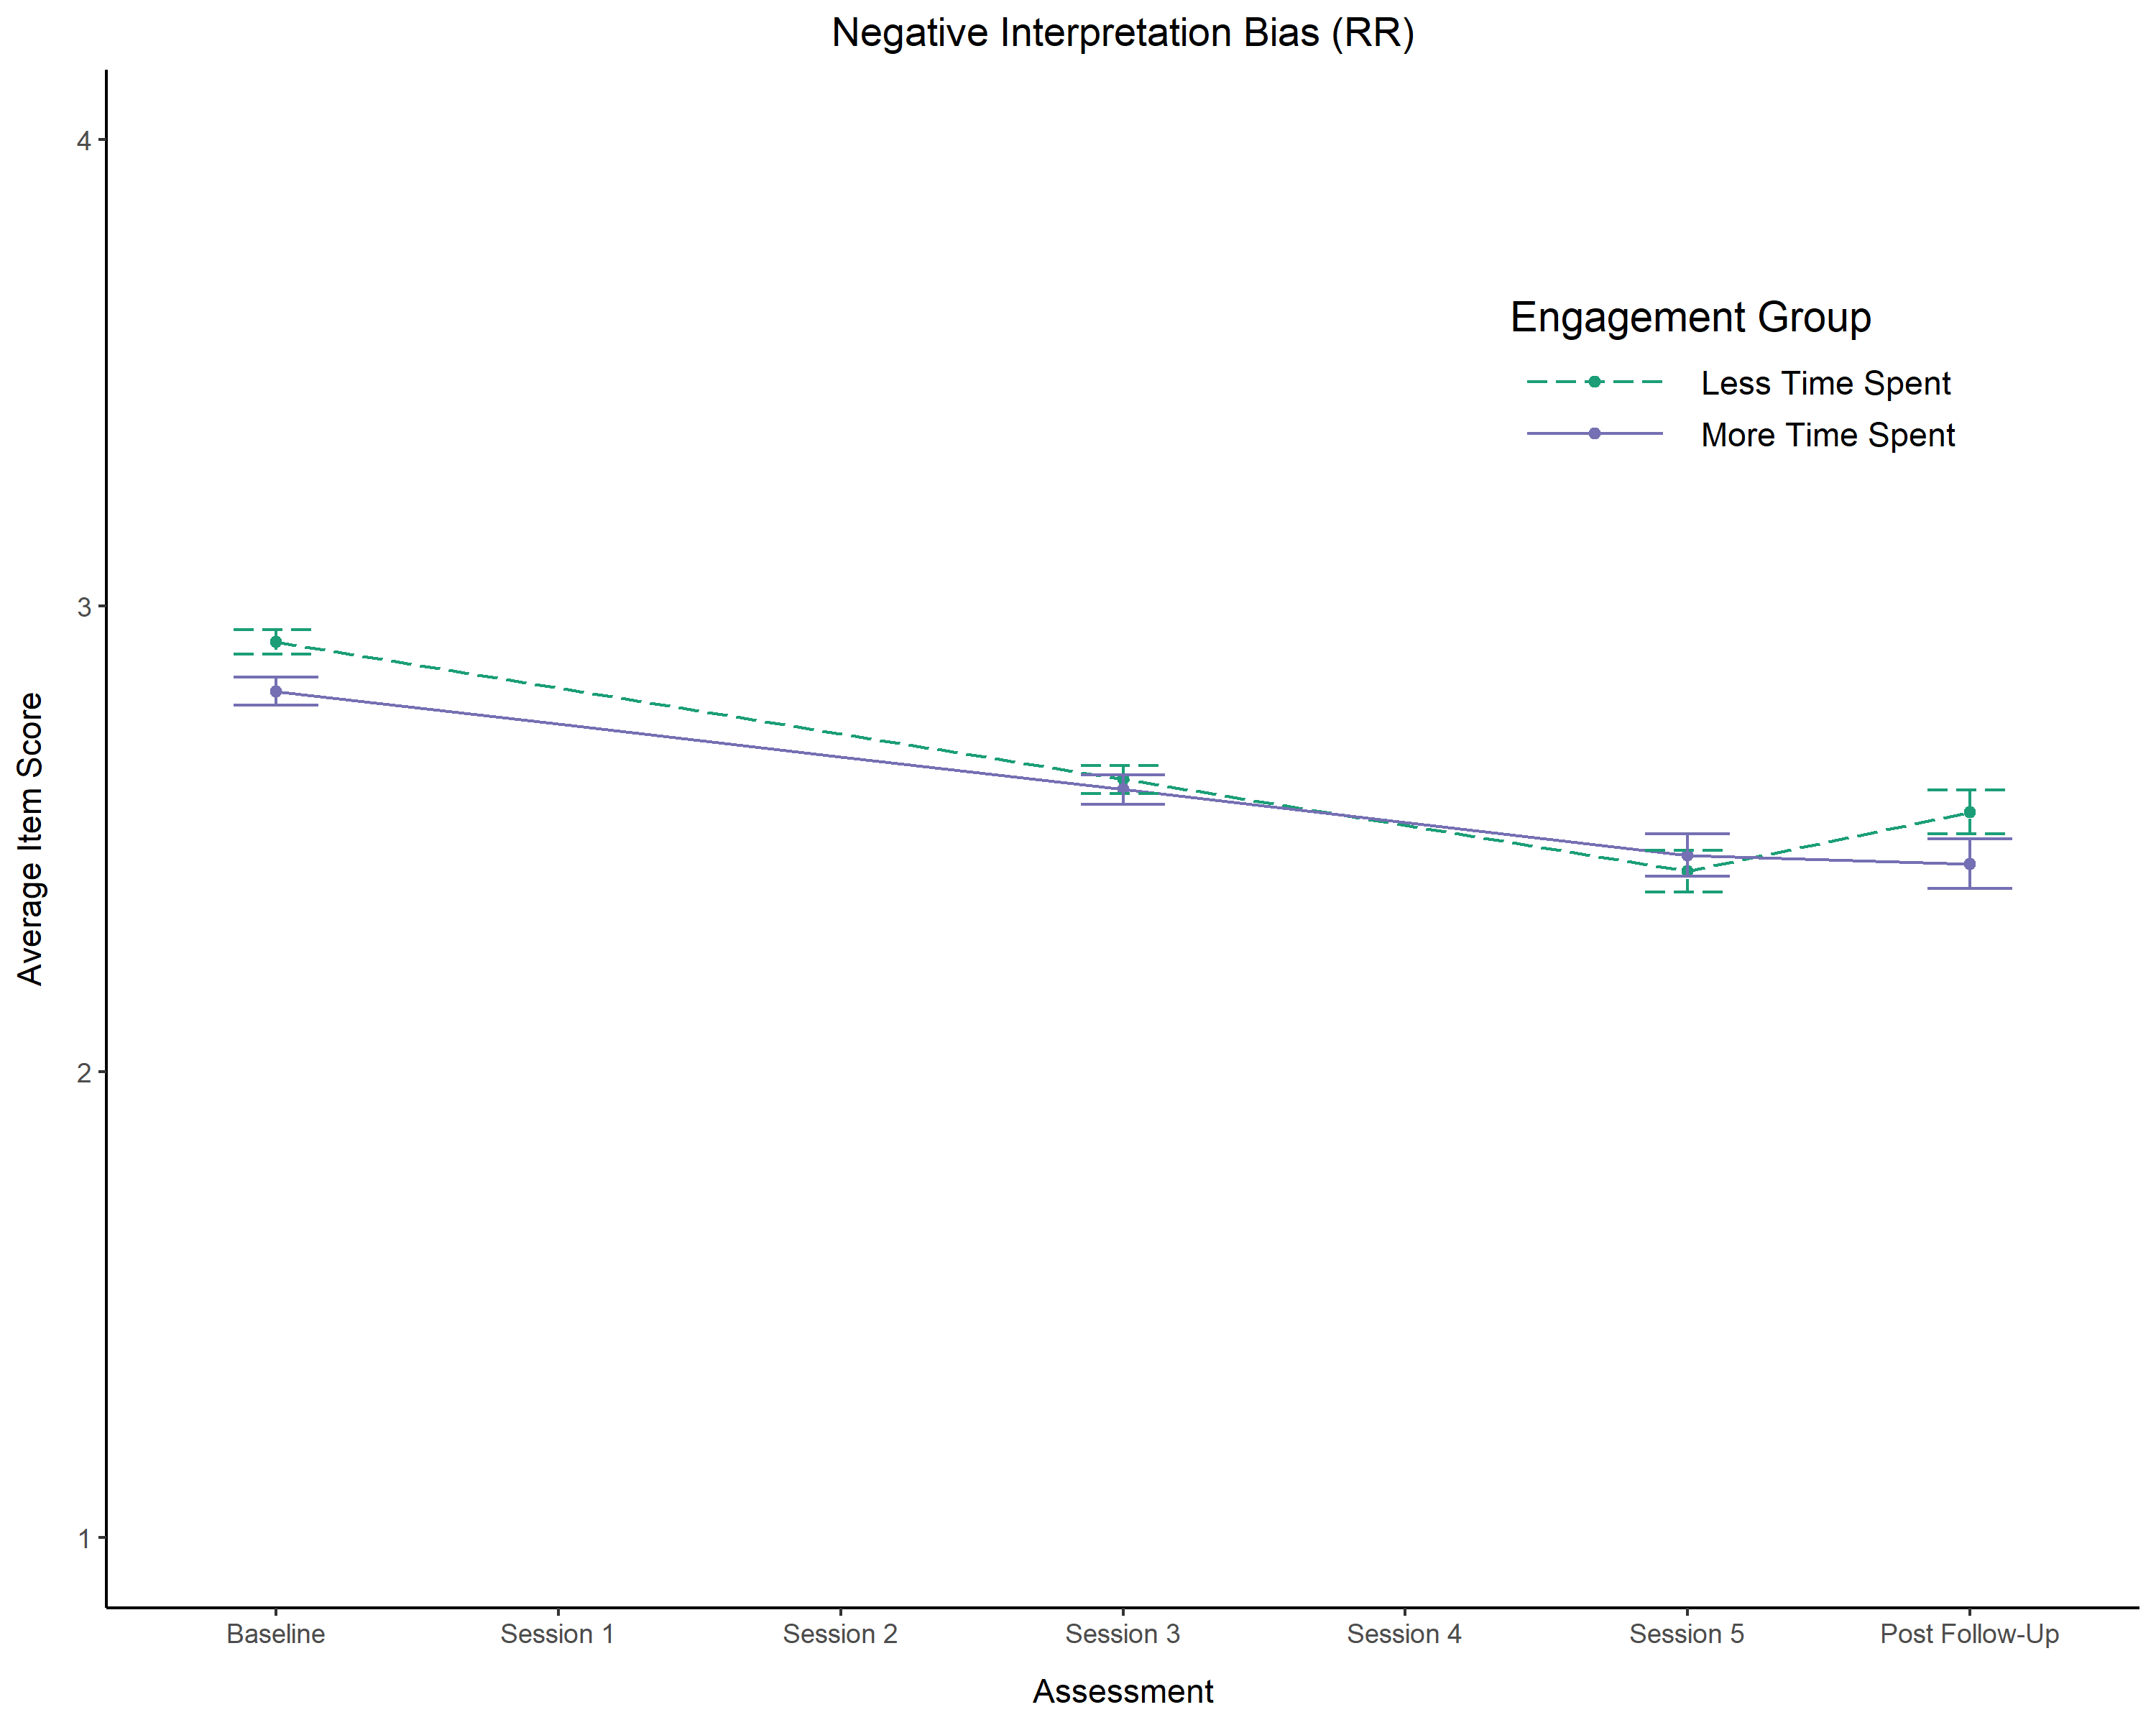 Negative Interpretation Bias (RR)
4
3
2
1
Average Item Score
Engagement Group
Less Time Spent
More Time Spent
Baseline Session 1 Session 2 Session 3 Session 4 Session 5 Post Follow-Up
Assessment